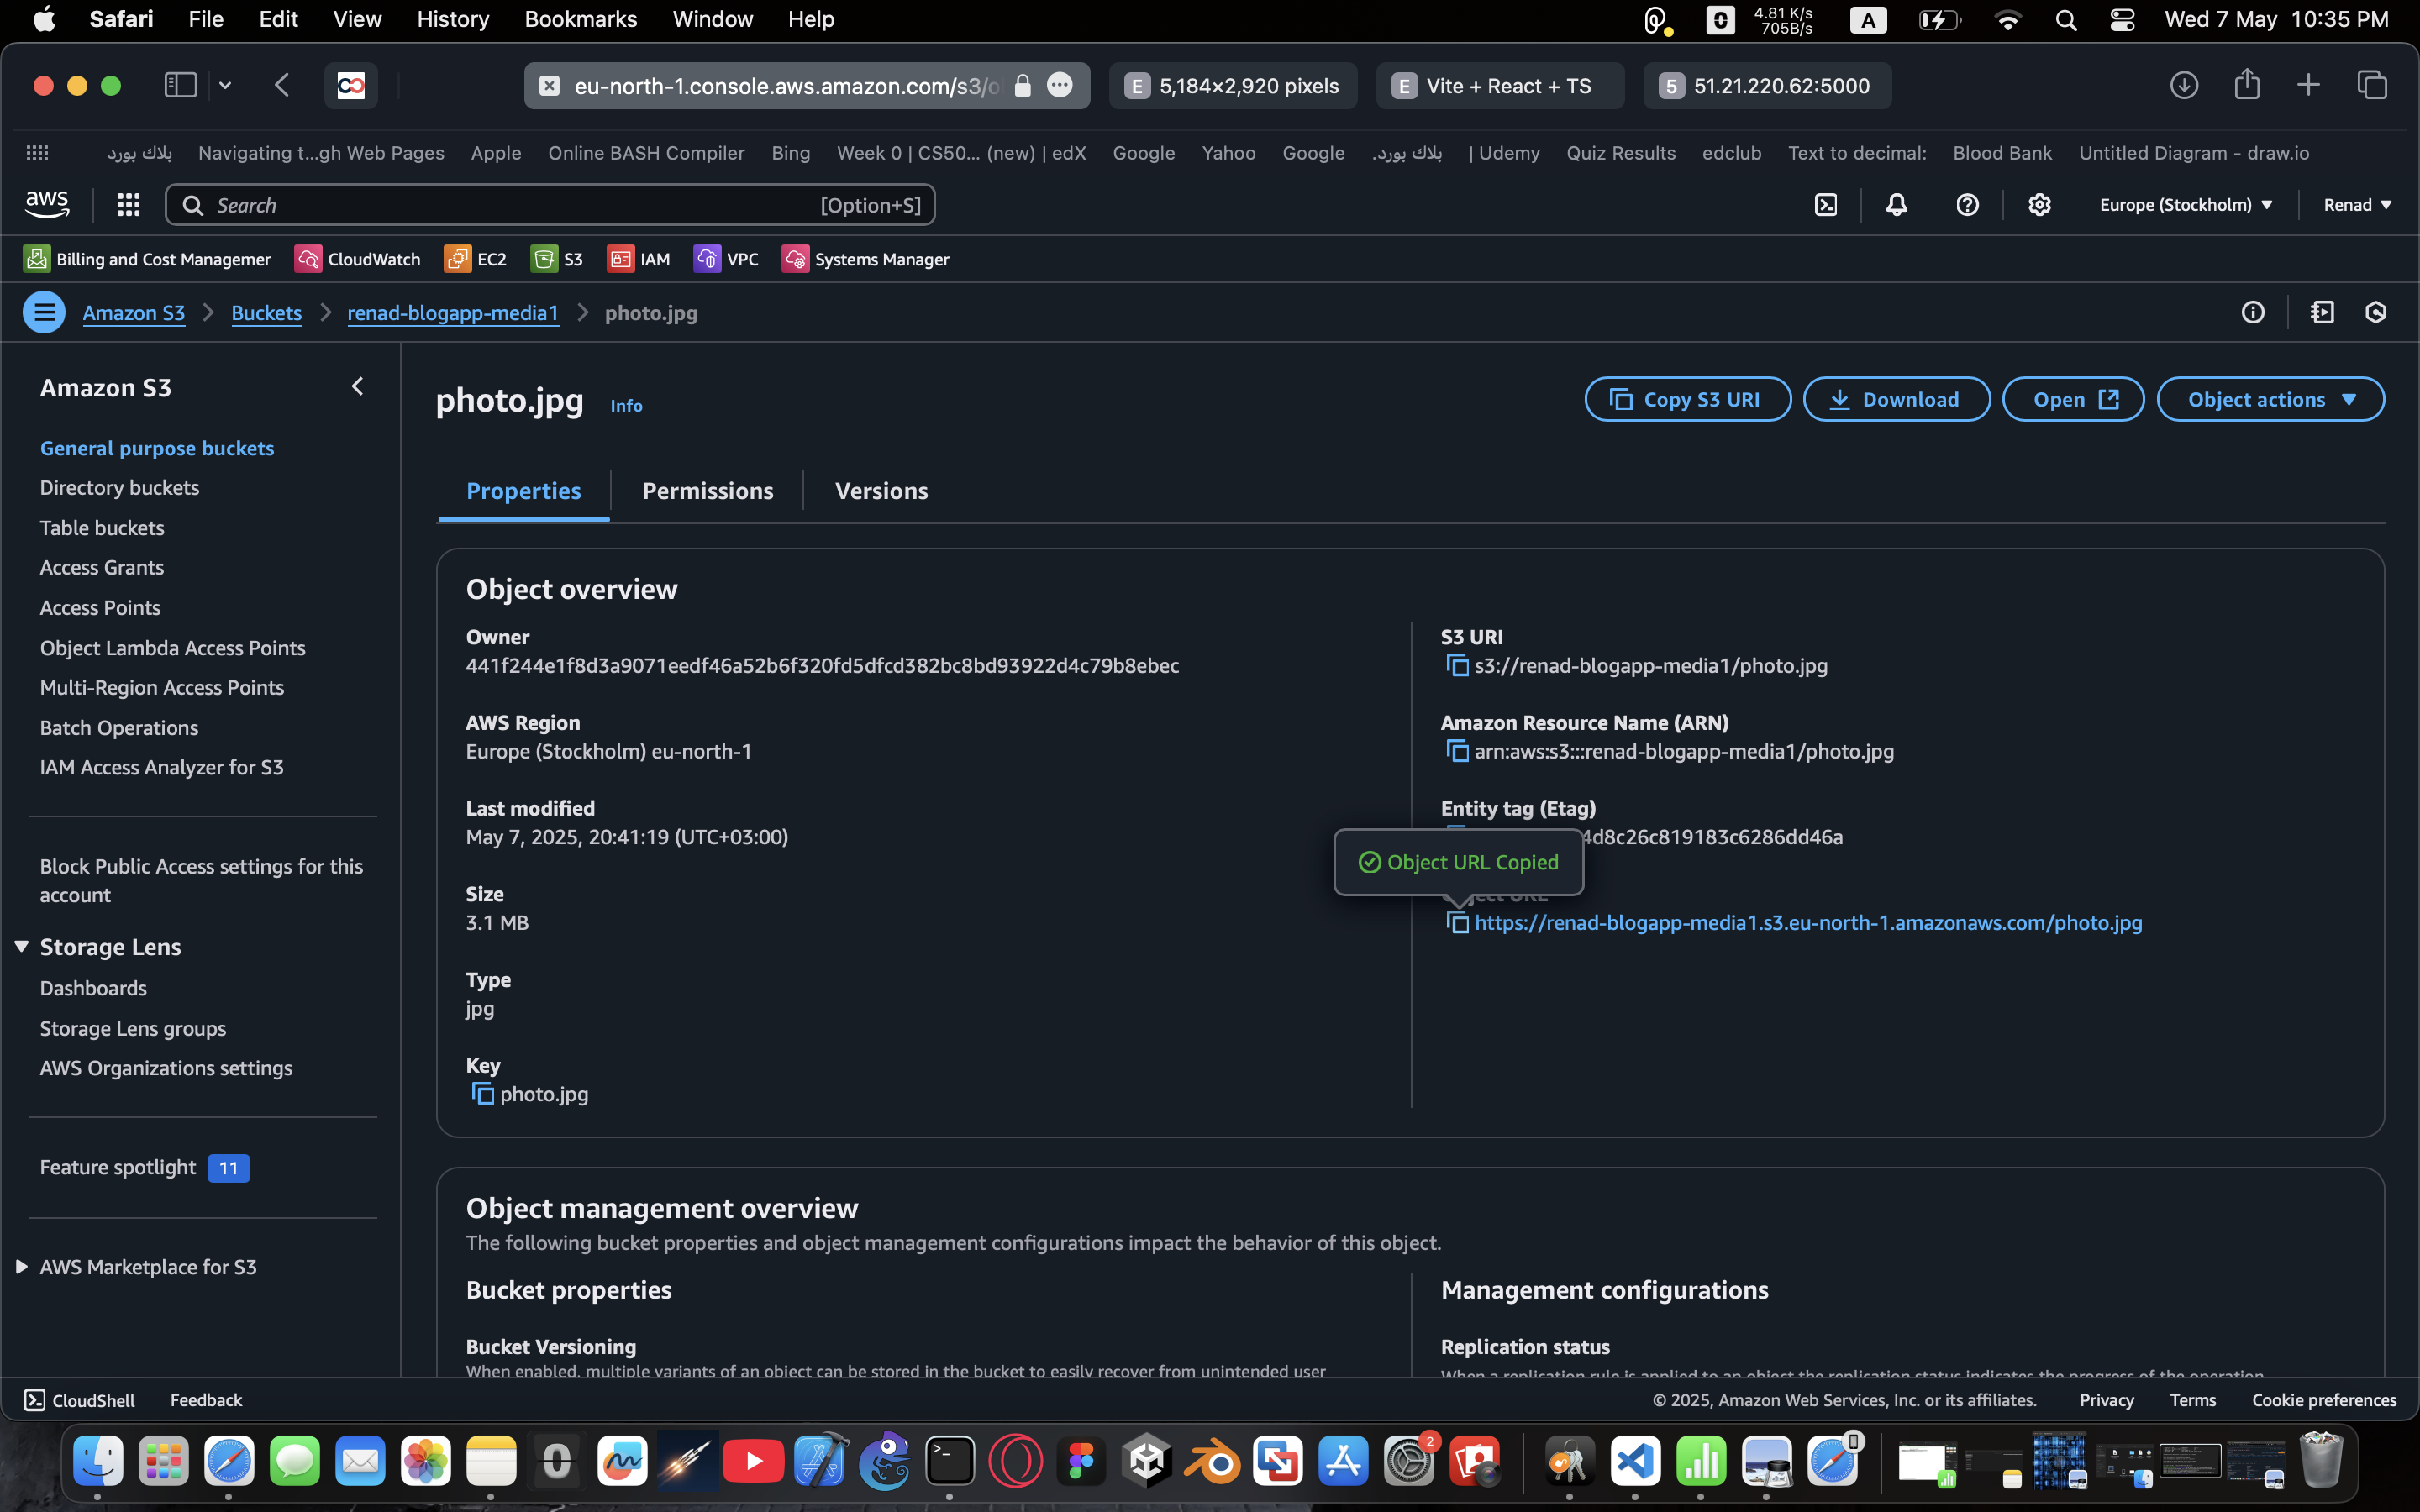 Safari File Edit View History Bookmarks Window Help 4.81 K/s 705B/s A Wed 7 May 10:35 PM
eu-north-1.console.aws.amazon.com/s3/o E 5,184×2,920 pixels E Vite + React + TS 5 51.21.220.62:5000
بلاك بورد Navigating t...gh Web Pages Apple Online BASH Compiler Bing Week 0 | CS50... (new) | edX Google Yahoo Google بلاك بورد. | Udemy Quiz Results edclub Text to decimal: Blood Bank Untitled Diagram - draw.io
aws Search [Option+S] Europe (Stockholm) Renad
Billing and Cost Managemer CloudWatch EC2 S3 IAM VPC Systems Manager
Amazon S3 Buckets renad-blogapp-media1 photo.jpg
Amazon S3
General purpose buckets
Directory buckets
Table buckets
Access Grants
Access Points
Object Lambda Access Points
Multi-Region Access Points
Batch Operations
IAM Access Analyzer for S3
Block Public Access settings for this
account
Storage Lens
Dashboards
Storage Lens groups
AWS Organizations settings
Feature spotlight 11
AWS Marketplace for S3
photo.jpg Info
Copy S3 URI Download Open Object actions
Properties Permissions Versions
Object overview
Owner
441f244e1f8d3a9071eedf46a52b6f320fd5dfcd382bc8bd93922d4c79b8ebec
AWS Region
Europe (Stockholm) eu-north-1
Last modified
May 7, 2025, 20:41:19 (UTC+03:00)
Size
3.1 MB
Type
jpg
Key
photo.jpg
S3 URI
s3://renad-blogapp-media1/photo.jpg
Amazon Resource Name (ARN)
arn:aws:s3:::renad-blogapp-media1/photo.jpg
Entity tag (Etag)
4d8c26c819183c6286dd46a
Object URL Copied
https://renad-blogapp-media1.s3.eu-north-1.amazonaws.com/photo.jpg
Object management overview
The following bucket properties and object management configurations impact the behavior of this object.
Bucket properties
Bucket Versioning
When enabled, multiple variants of an object can be stored in the bucket to easily recover from unintended user
Management configurations
Replication status
When a replication rule is applied to an object the replication status indicates the progress of the operation.
CloudShell Feedback © 2025, Amazon Web Services, Inc. or its affiliates. Privacy Terms Cookie preferences
2